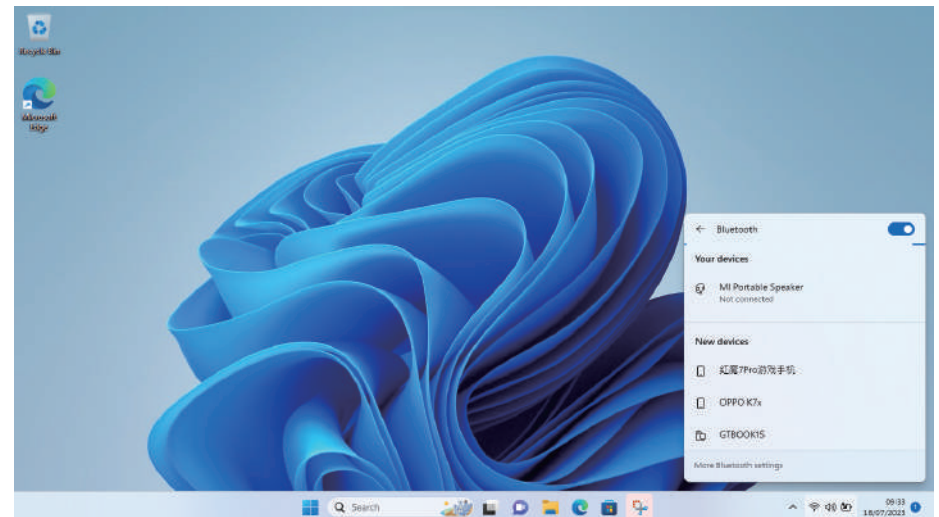 Recycle Bin
Microsoft
Edge
Bluetooth
Your devices
MI Portable Speaker
Not connected
New devices
红魔7Pro游戏手机
OPPO K7x
GTBOOK1S
More Bluetooth settings
Search
09:33
18/07/2023